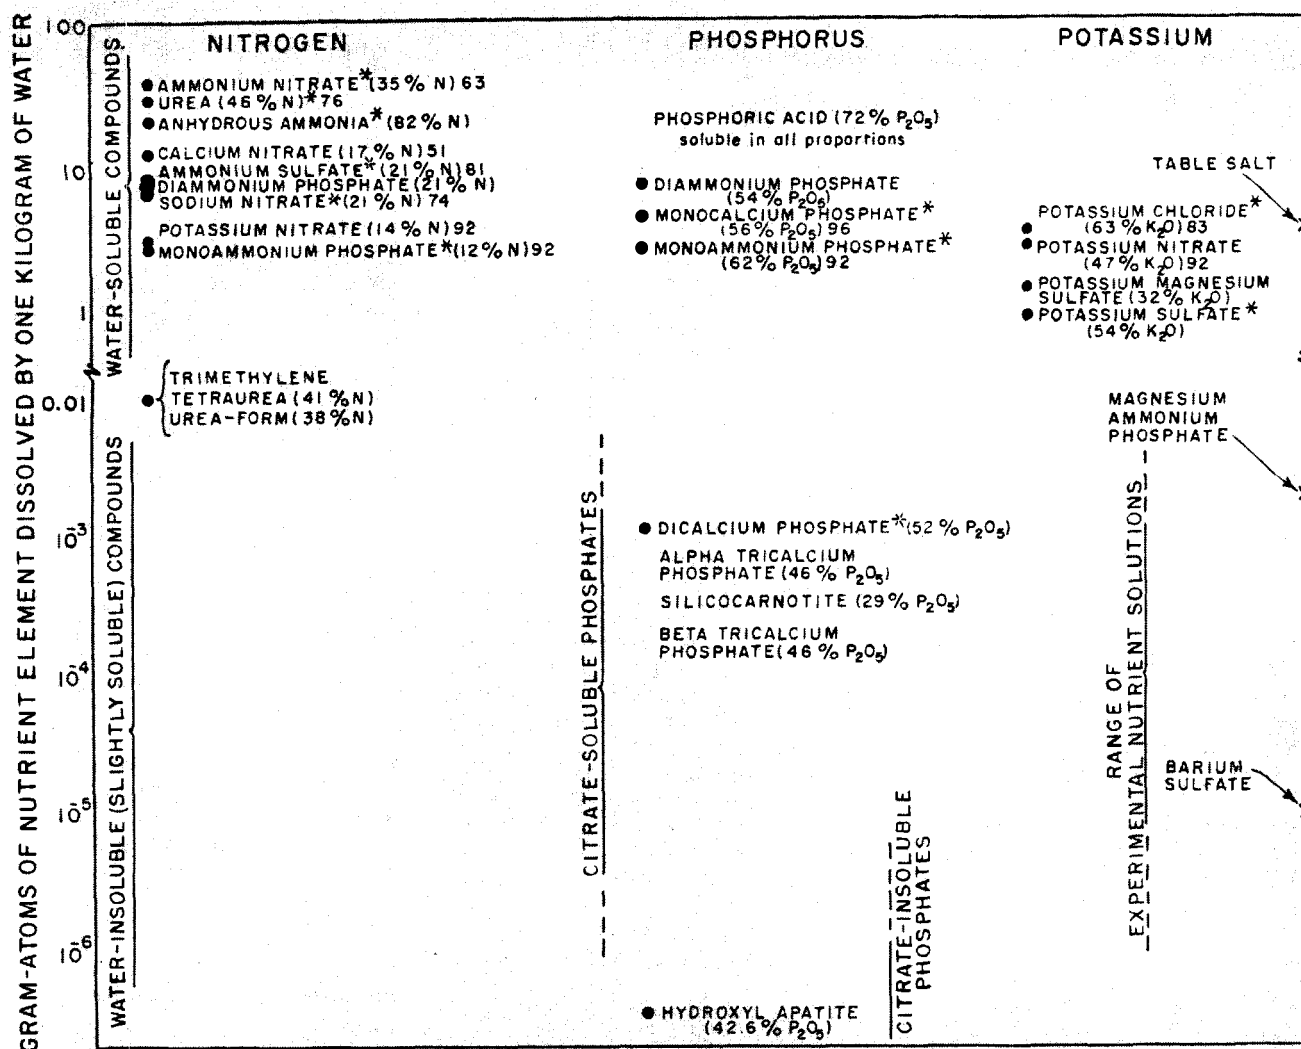 GRAM-ATOMS OF NUTRIENT ELEMENT DISSOLVED BY ONE KILOGRAM OF WATER
100
10
1
0.01
10^-3
10^-4
10^-5
10^-6
WATER-SOLUBLE COMPOUNDS
WATER-INSOLUBLE (SLIGHTLY SOLUBLE) COMPOUNDS
NITROGEN
AMMONIUM NITRATE* (35% N) 63
UREA (46% N)* 76
ANHYDROUS AMMONIA* (82% N)
CALCIUM NITRATE (17% N) 51
AMMONIUM SULFATE* (21% N) 81
DIAMMONIUM PHOSPHATE (21% N)
SODIUM NITRATE* (21% N) 74
POTASSIUM NITRATE (14% N) 92
MONOAMMONIUM PHOSPHATE* (12% N) 92
TRIMETHYLENE
TETRAUREA (41% N)
UREA-FORM (38% N)
PHOSPHORUS
PHOSPHORIC ACID (72% P₂O₅)
soluble in all proportions
DIAMMONIUM PHOSPHATE
(54% P₂O₅)
MONOCALCIUM PHOSPHATE*
(56% P₂O₅) 96
MONOAMMONIUM PHOSPHATE*
(62% P₂O₅) 92
CITRATE-SOLUBLE PHOSPHATES
DICALCIUM PHOSPHATE* (52% P₂O₅)
ALPHA TRICALCIUM
PHOSPHATE (46% P₂O₅)
SILICOCARNOTITE (29% P₂O₅)
BETA TRICALCIUM
PHOSPHATE (46% P₂O₅)
CITRATE-INSOLUBLE
PHOSPHATES
HYDROXYL APATITE
(42.6% P₂O₅)
POTASSIUM
TABLE SALT
POTASSIUM CHLORIDE*
(63% K₂O) 83
POTASSIUM NITRATE
(47% K₂O) 92
POTASSIUM MAGNESIUM
SULFATE (32% K₂O)
POTASSIUM SULFATE*
(54% K₂O)
MAGNESIUM
AMMONIUM
PHOSPHATE
RANGE OF
EXPERIMENTAL NUTRIENT SOLUTIONS
BARIUM
SULFATE